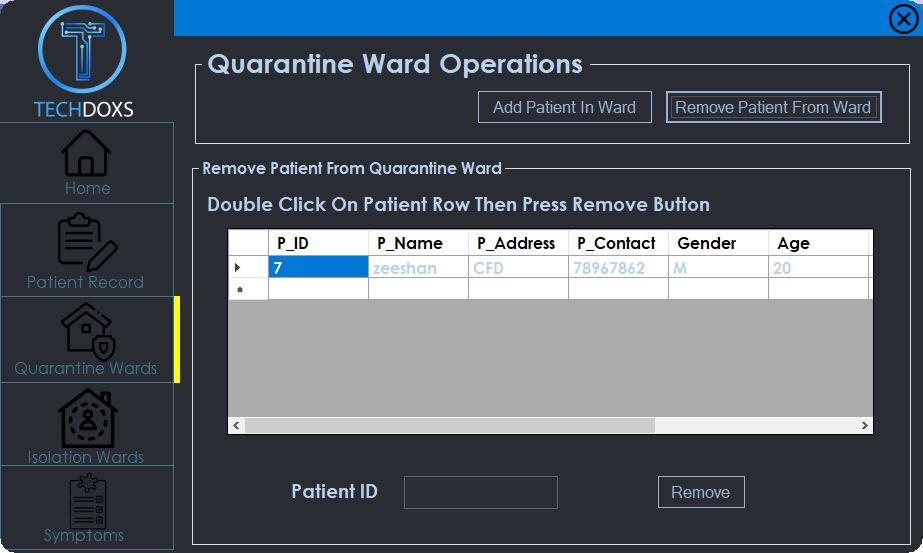 TECHDOXS
Home
Patient Record
Quarantine Wards
Isolation Wards
Symptoms
Quarantine Ward Operations
Add Patient In Ward
Remove Patient From Ward
Remove Patient From Quarantine Ward
Double Click On Patient Row Then Press Remove Button
P_ID P_Name P_Address P_Contact Gender Age
7 zeeshan CFD 78967862 M 20
Patient ID
Remove